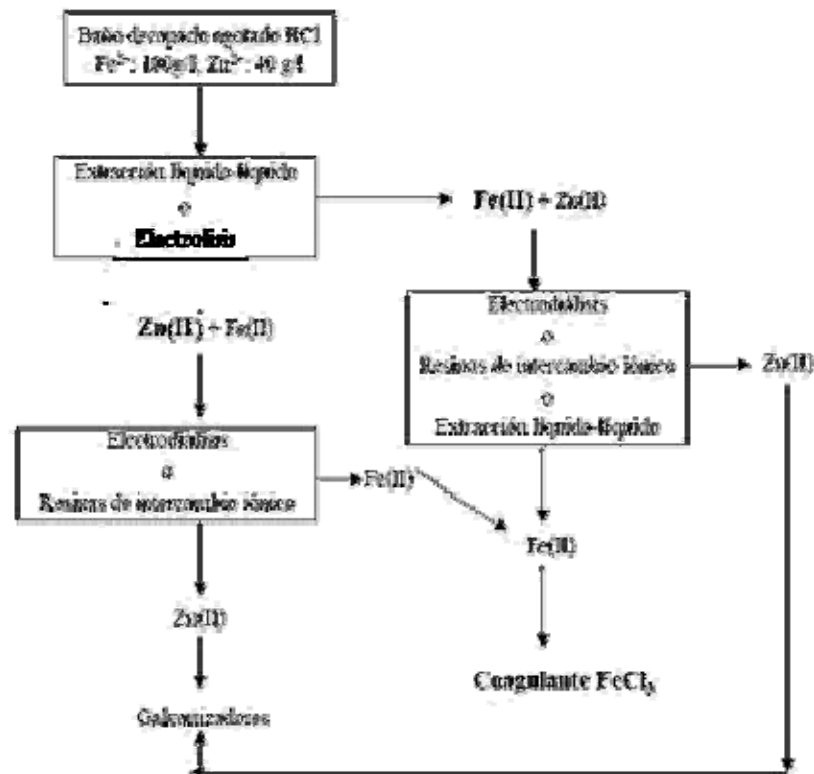 Baño decapado agotado HCl
Fe²⁺: 100g/l, Zn²⁺: 40 g/l
Extracción líquido-líquido
o
Electrolisis
Fe(II) + Zn(II)
Zn(II) + Fe(II)
Electrodiálisis
o
Resinas de intercambio iónico
o
Extracción líquido-líquido
Zn(II)
Electrodiálisis
o
Resinas de intercambio iónico
Fe(II)
Fe(II)
Zn(II)
Coagulante FeCl₃
Galvanizadores